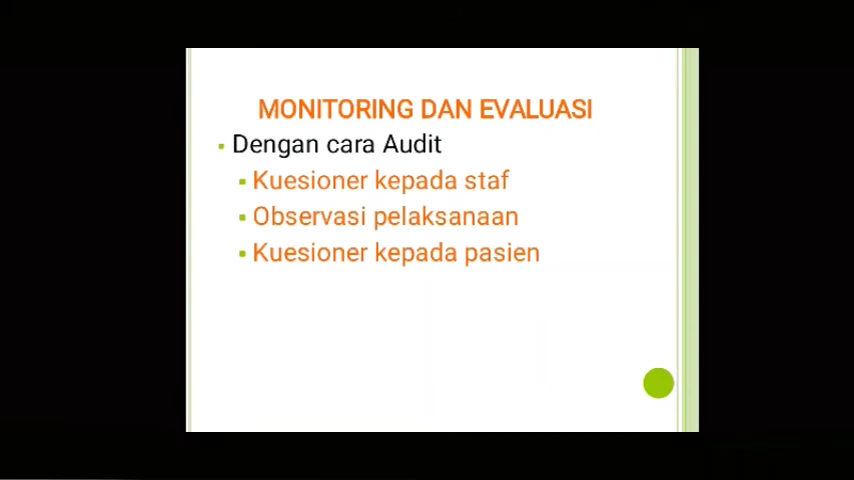 MONITORING DAN EVALUASI
Dengan cara Audit
Kuesioner kepada staf
Observasi pelaksanaan
Kuesioner kepada pasien